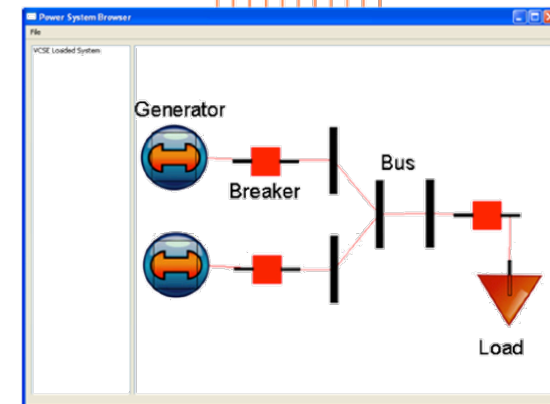 Power System Browser
File
VCSE Loaded System
Generator
Breaker
Bus
Load